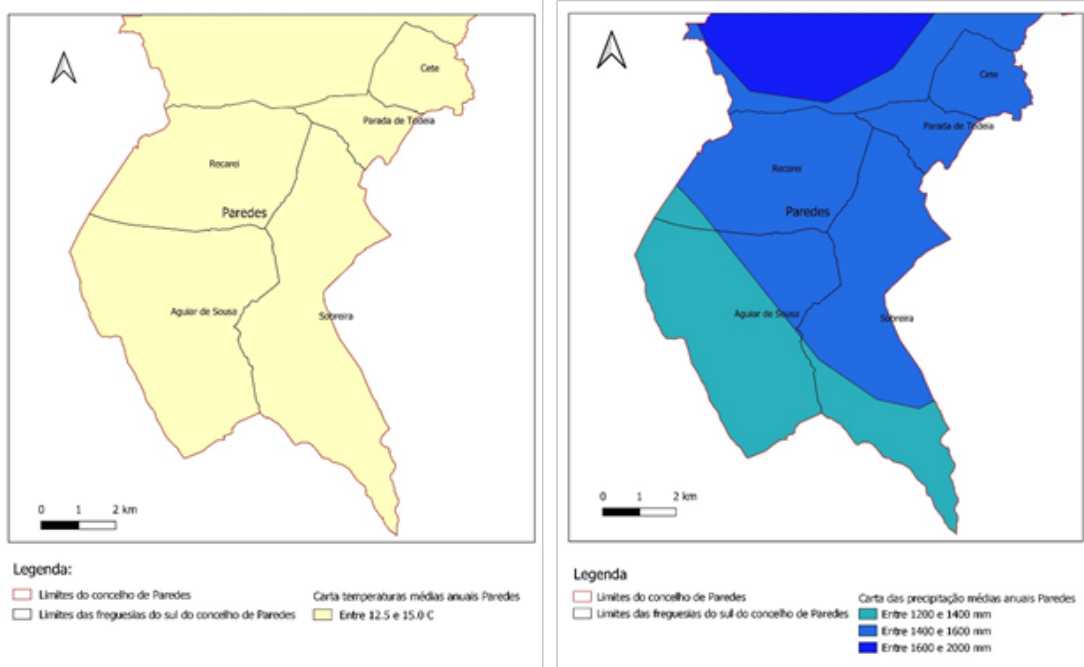 Cete
Parada de Todeia
Recarei
Paredes
Aguiar de Sousa
Sobreira
0 1 2 km
Legenda:
Limites do concelho de Paredes
Limites das freguesias do sul do concelho de Paredes
Carta temperaturas médias anuais Paredes
Entre 12.5 e 15.0 C
Cete
Parada de Todeia
Recarei
Paredes
Aguiar de Sousa
Sobreira
0 1 2 km
Legenda
Limites do concelho de Paredes
Limites das freguesias do sul do concelho de Paredes
Carta das precipitação médias anuais Paredes
Entre 1200 e 1400 mm
Entre 1400 e 1600 mm
Entre 1600 e 2000 mm